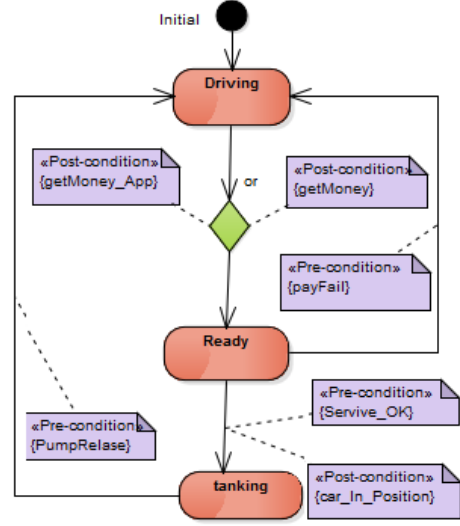 Initial
Driving
«Post-condition»
{getMoney_App}
or
«Post-condition»
{getMoney}
«Pre-condition»
{payFail}
Ready
«Pre-condition»
{Servive_OK}
«Pre-condition»
{PumpRelase}
tanking
«Post-condition»
{car_In_Position}